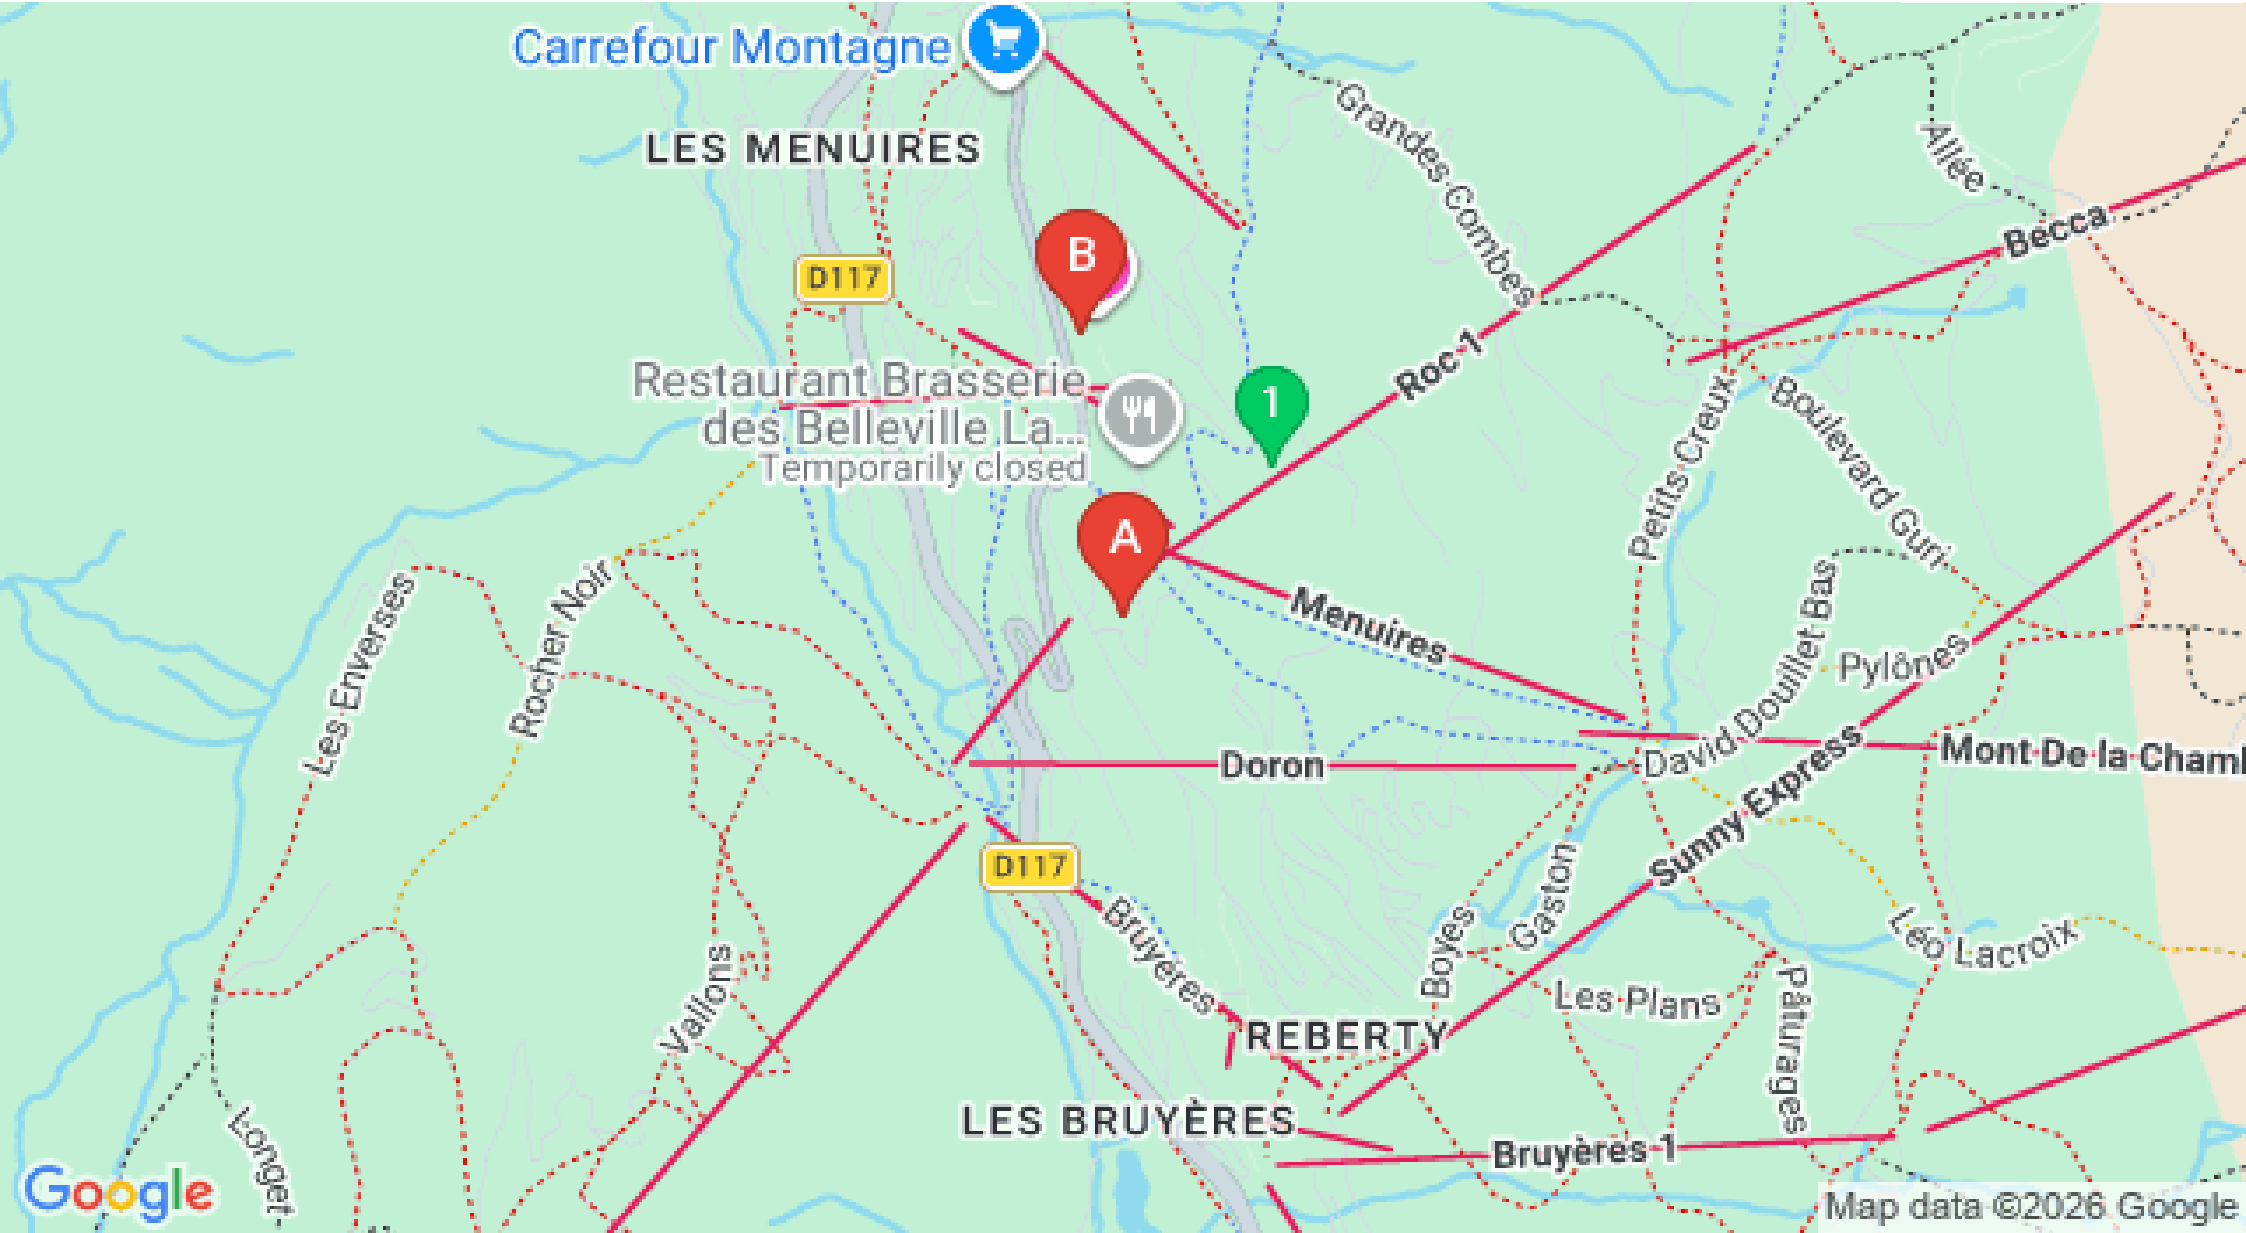 Carrefour Montagne
LES MENUIRES
Grandes Combes
Allée
Becca
B
D117
Roc 1
Restaurant Brasserie
des Belleville La...
Temporarily closed
1
Petits Creux
Boulevard Guri
A
Menuires
Les Enverses
Rocher Noir
David Douillet Bas
Pylônes
Doron
Mont De la Chaml
Sunny Express
D117
Bruyères
Gaston
Boyes
Léo Lacroix
Vallons
Les Plans
Pâturages
REBERTY
LES BRUYÈRES
Bruyères 1
Longet
Google
Map data ©2026 Google